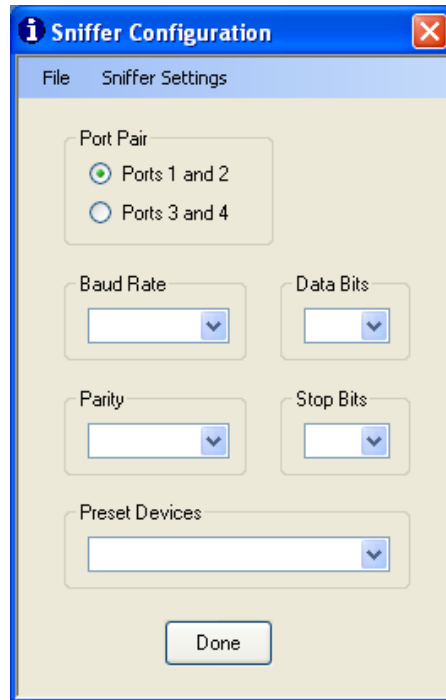 Sniffer Configuration
File Sniffer Settings
Port Pair
Ports 1 and 2
Ports 3 and 4
Baud Rate Data Bits
Parity Stop Bits
Preset Devices
Done